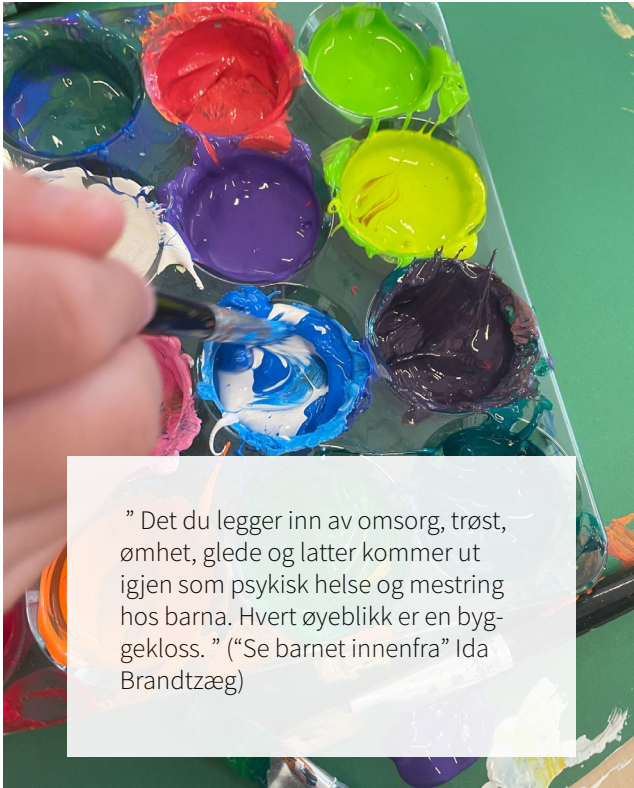 ” Det du legger inn av omsorg, trøst,
ømhet, glede og latter kommer ut
igjen som psykisk helse og mestring
hos barna. Hvert øyeblikk er en byg-
gekloss. ” (“Se barnet innenfra” Ida
Brandtzæg)